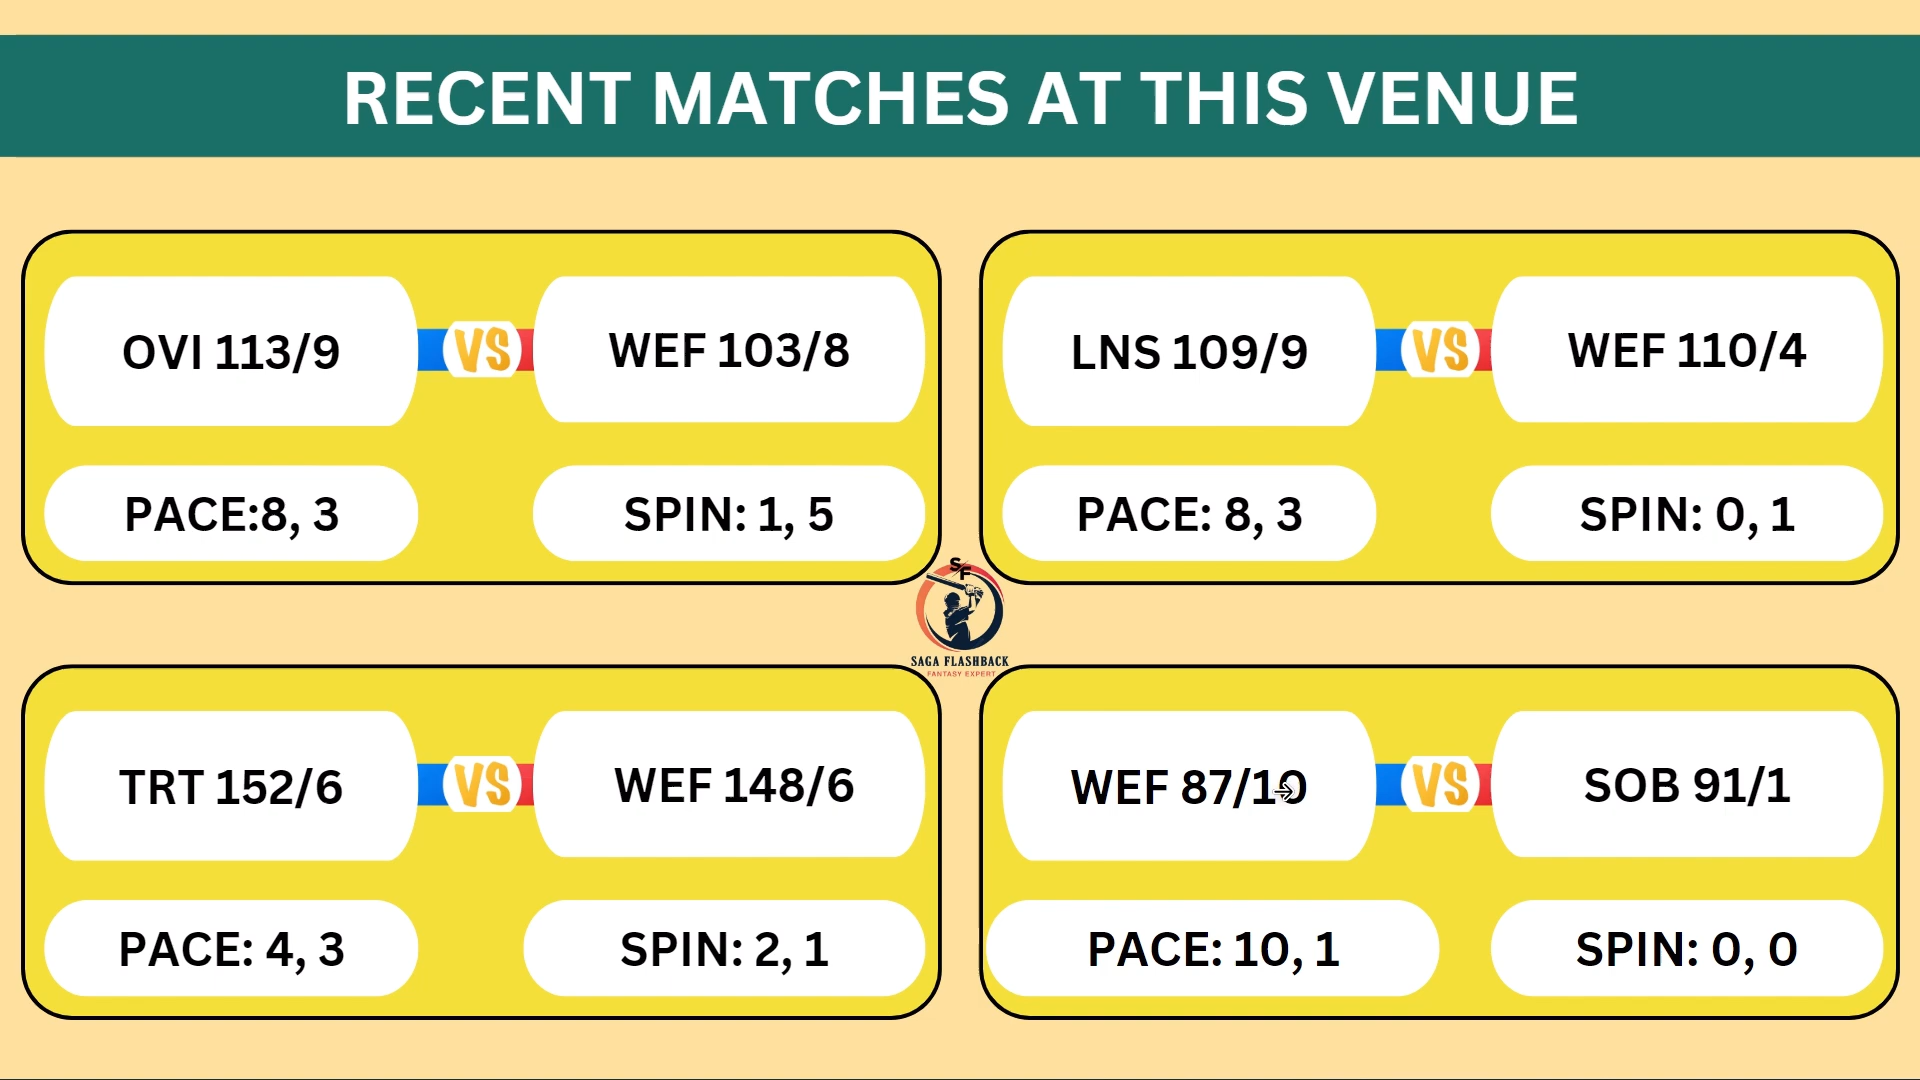 RECENT MATCHES AT THIS VENUE
OVI 113/9
VS
WEF 103/8
PACE:8, 3
SPIN: 1, 5
LNS 109/9
VS
WEF 110/4
PACE: 8, 3
SPIN: 0, 1
SF
SAGA FLASHBACK
FANTASY EXPERT
TRT 152/6
VS
WEF 148/6
PACE: 4, 3
SPIN: 2, 1
WEF 87/10
VS
SOB 91/1
PACE: 10, 1
SPIN: 0, 0